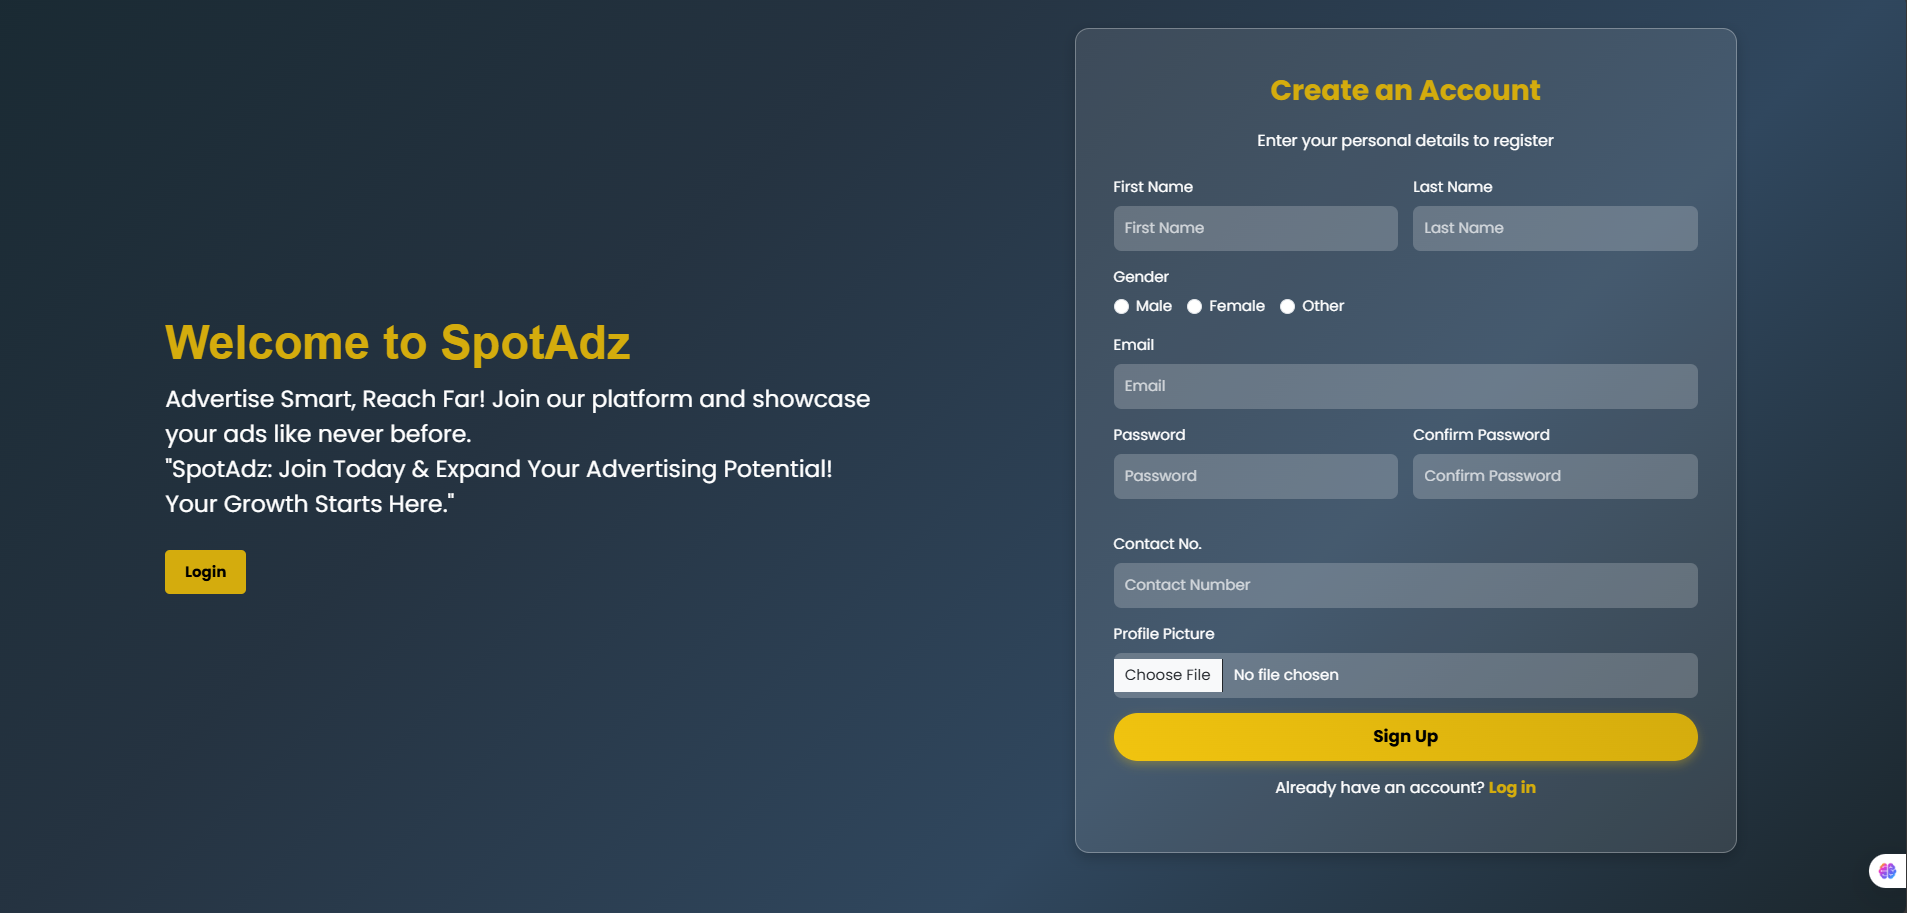 Welcome to SpotAdz
Advertise Smart, Reach Far! Join our platform and showcase
your ads like never before.
"SpotAdz: Join Today & Expand Your Advertising Potential!
Your Growth Starts Here."
Login
Create an Account
Enter your personal details to register
First Name Last Name
First Name Last Name
Gender
Male Female Other
Email
Email
Password Confirm Password
Password Confirm Password
Contact No.
Contact Number
Profile Picture
Choose File No file chosen
Sign Up
Already have an account? Log in